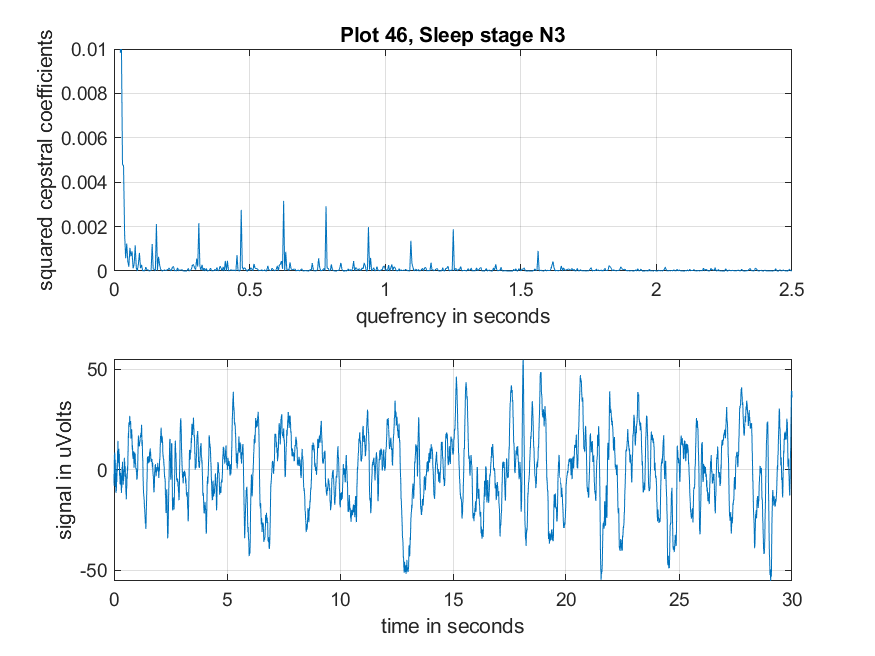 Plot 46, Sleep stage N3
squared cepstral coefficients
0.01
0.008
0.006
0.004
0.002
0
0 0.5 1 1.5 2 2.5
quefrency in seconds
signal in uVolts
50
0
-50
0 5 10 15 20 25 30
time in seconds